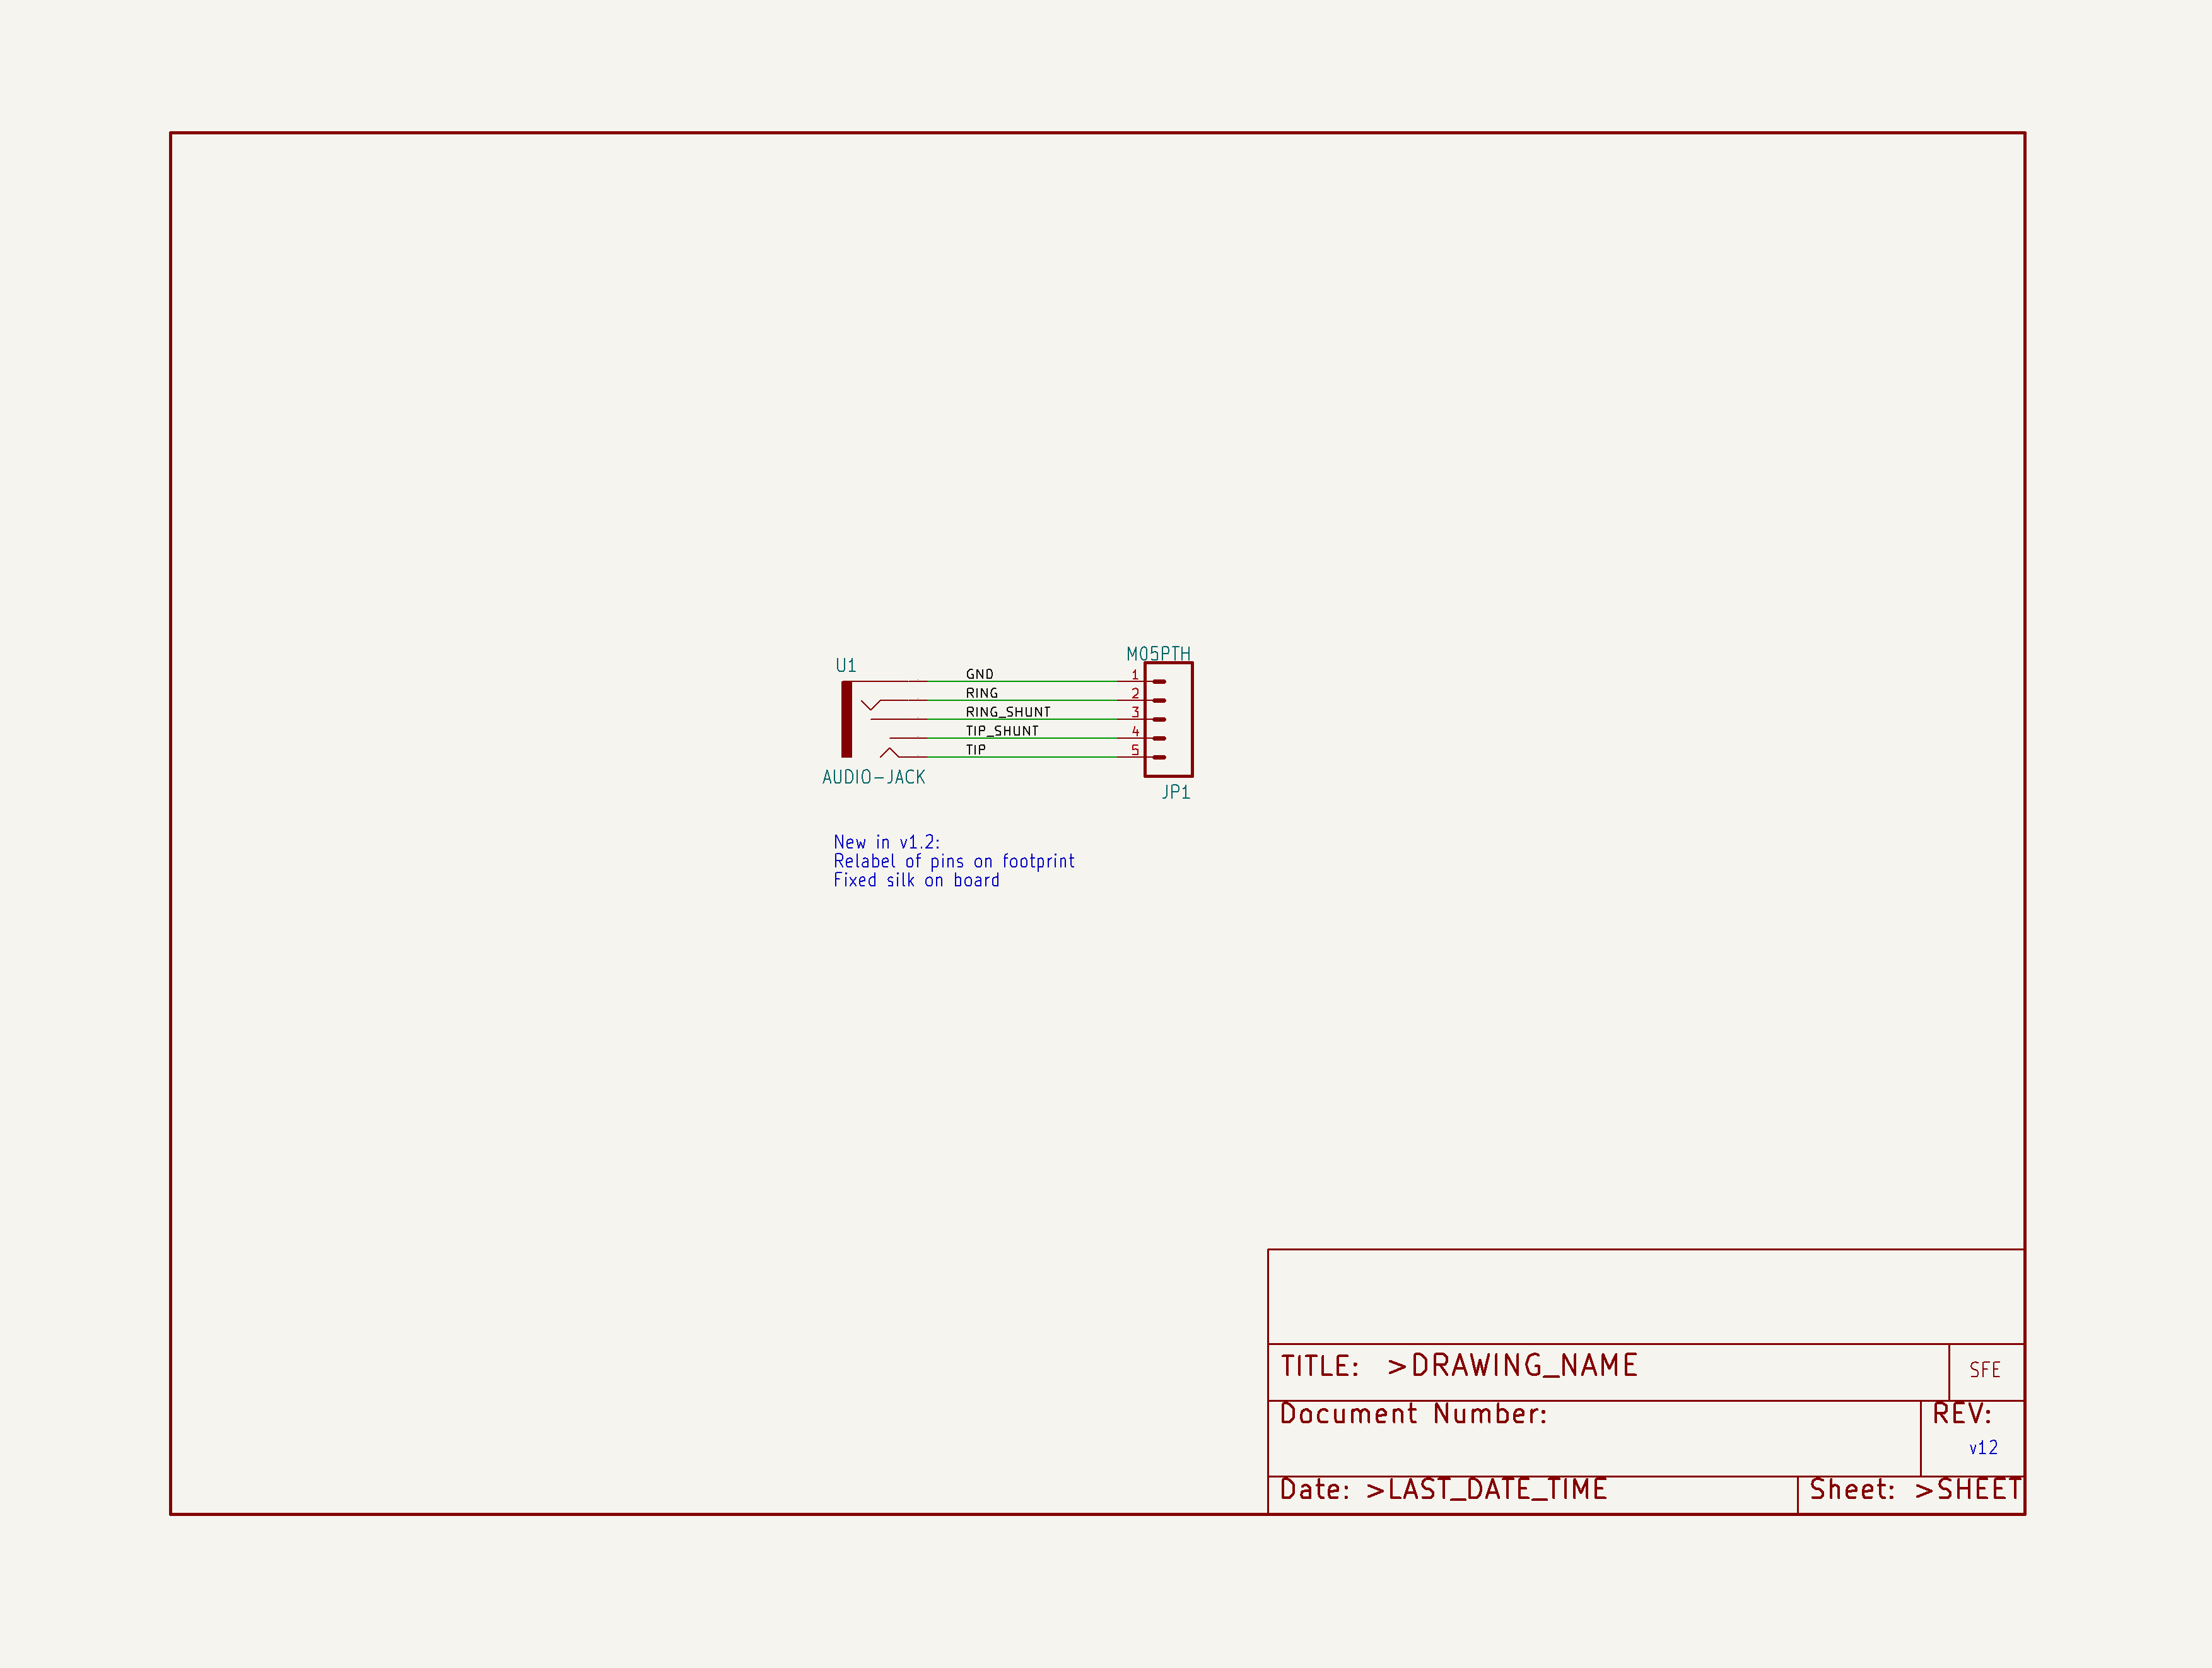 M05PTH
U1
GND
1
RING
2
RING_SHUNT
3
TIP_SHUNT
4
TIP
5
AUDIO-JACK
JP1
New in v1.2:
Relabel of pins on footprint
Fixed silk on board
TITLE: >DRAWING_NAME
SFE
Document Number:
REV:
v12
Date: >LAST_DATE_TIME
Sheet: >SHEET